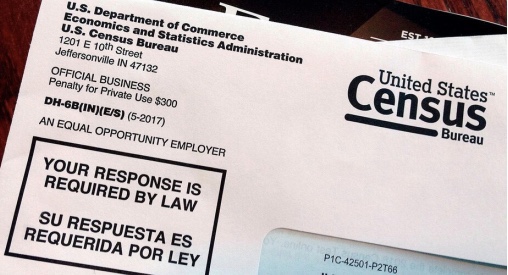 U.S. Department of Commerce
Economics and Statistics Administration
U.S. Census Bureau
1201 E 10th Street
Jeffersonville IN 47132
OFFICIAL BUSINESS
Penalty for Private Use $300
DH-6B(IN)(E/S) (5-2017)
AN EQUAL OPPORTUNITY EMPLOYER
YOUR RESPONSE IS
REQUIRED BY LAW
SU RESPUESTA ES
REQUERIDA POR LEY
EST
United States™
Census
Bureau
P1C-42501-P2T66